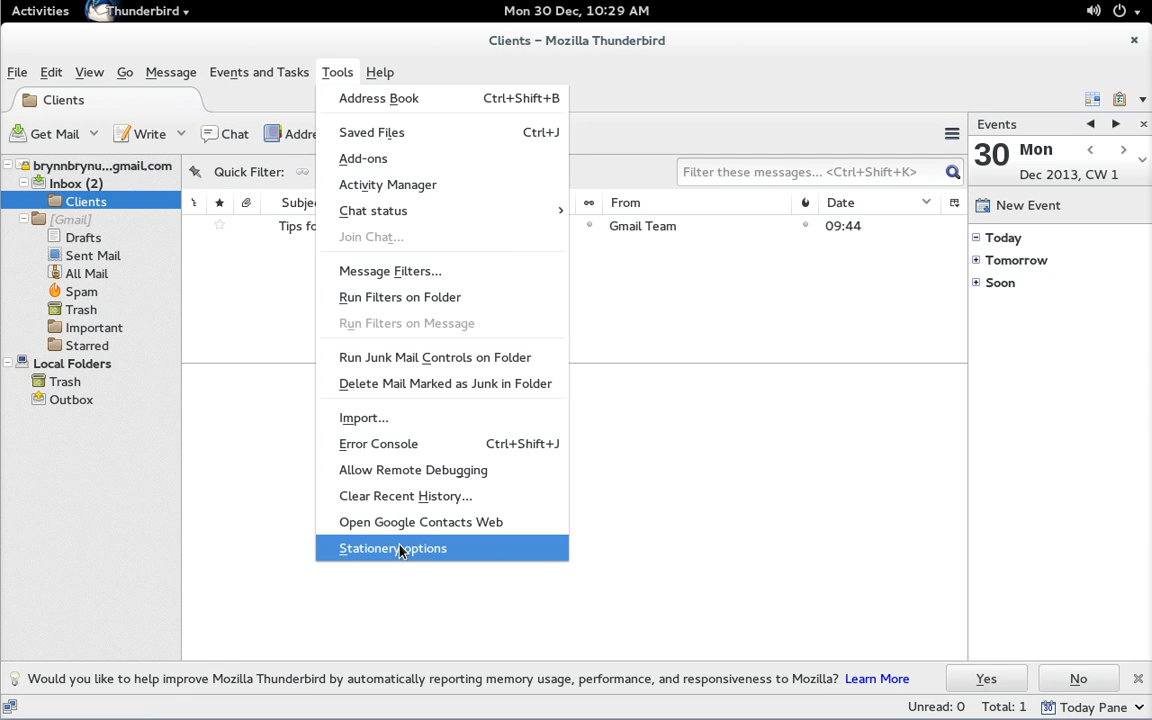 Activities Thunderbird Mon 30 Dec, 10:29 AM
Clients – Mozilla Thunderbird
File Edit View Go Message Events and Tasks Tools Help
Clients
Get Mail Write Chat
Quick Filter: Filter these messages... <Ctrl+Shift+K>
From Date
Gmail Team 09:44
brynnbrynu...gmail.com
Inbox (2)
Clients
[Gmail]
Drafts
Sent Mail
All Mail
Spam
Trash
Important
Starred
Local Folders
Trash
Outbox
Address Book Ctrl+Shift+B
Saved Files Ctrl+J
Add-ons
Activity Manager
Chat status
Join Chat...
Message Filters...
Run Filters on Folder
Run Filters on Message
Run Junk Mail Controls on Folder
Delete Mail Marked as Junk in Folder
Import...
Error Console Ctrl+Shift+J
Allow Remote Debugging
Clear Recent History...
Open Google Contacts Web
Stationery options
Events
30 Mon
Dec 2013, CW 1
New Event
Today
Tomorrow
Soon
Would you like to help improve Mozilla Thunderbird by automatically reporting memory usage, performance, and responsiveness to Mozilla? Learn More Yes No
Unread: 0 Total: 1 30 Today Pane